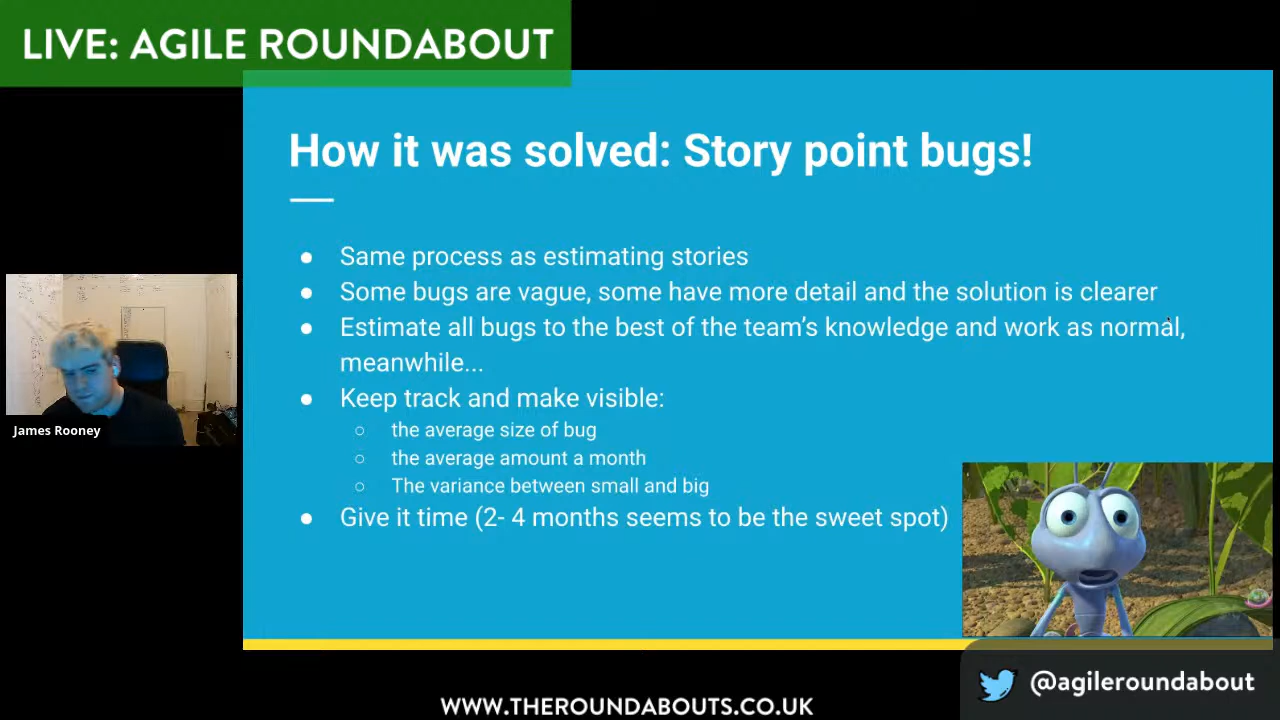 LIVE: AGILE ROUNDABOUT
How it was solved: Story point bugs!
● Same process as estimating stories
● Some bugs are vague, some have more detail and the solution is clearer
● Estimate all bugs to the best of the team's knowledge and work as normal,
meanwhile...
● Keep track and make visible:
○ the average size of bug
○ the average amount a month
○ The variance between small and big
● Give it time (2- 4 months seems to be the sweet spot)
James Rooney
@agileroundabout
WWW.THEROUNDABOUTS.CO.UK